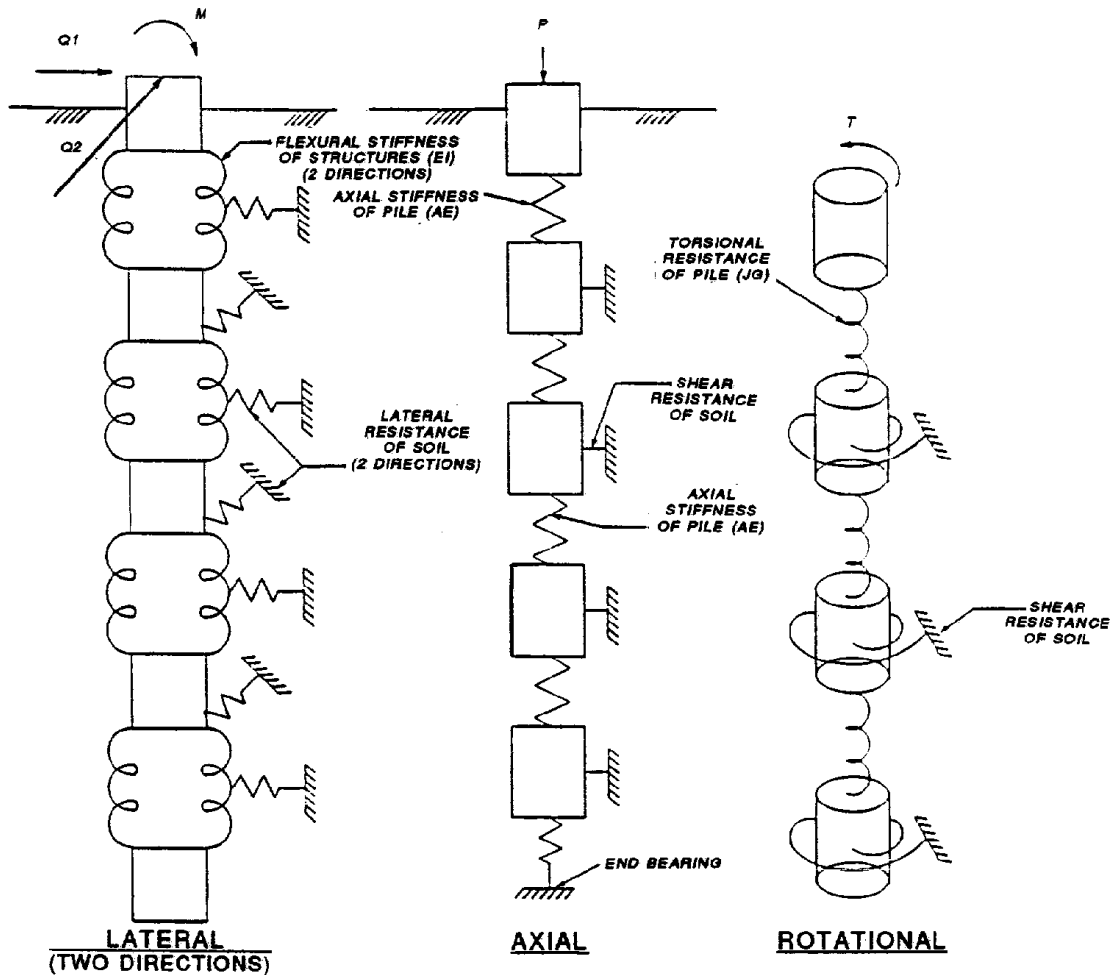 M
Q1
Q2
FLEXURAL STIFFNESS
OF STRUCTURES (EI)
(2 DIRECTIONS)
LATERAL
RESISTANCE
OF SOIL
(2 DIRECTIONS)
LATERAL
(TWO DIRECTIONS)
P
AXIAL STIFFNESS
OF PILE (AE)
SHEAR
RESISTANCE
OF SOIL
AXIAL
STIFFNESS
OF PILE (AE)
END BEARING
AXIAL
T
TORSIONAL
RESISTANCE
OF PILE (JG)
SHEAR
RESISTANCE
OF SOIL
ROTATIONAL